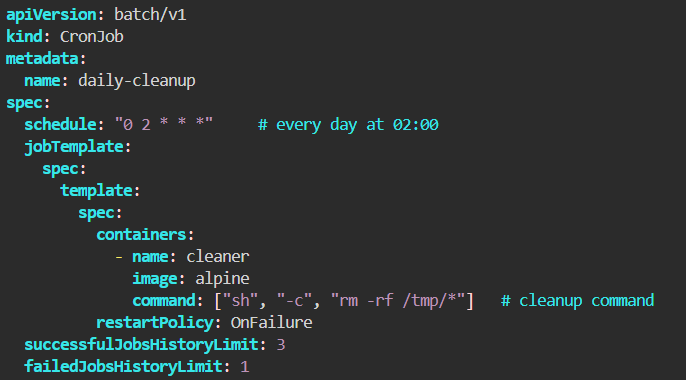 apiVersion: batch/v1
kind: CronJob
metadata:
  name: daily-cleanup
spec:
  schedule: "0 2 * * *"     # every day at 02:00
  jobTemplate:
    spec:
      template:
        spec:
          containers:
            - name: cleaner
              image: alpine
              command: ["sh", "-c", "rm -rf /tmp/*"]   # cleanup command
          restartPolicy: OnFailure
  successfulJobsHistoryLimit: 3
  failedJobsHistoryLimit: 1